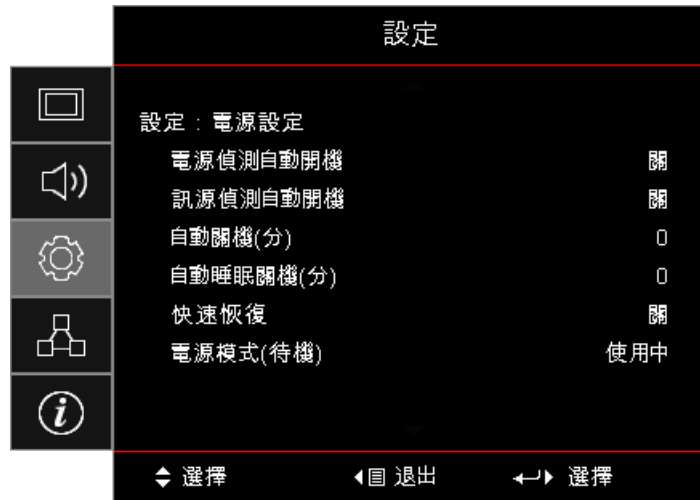 設定
設定 : 電源設定
電源偵測自動開機 關
訊源偵測自動開機 關
自動關機(分) 0
自動睡眠關機(分) 0
快速恢復 關
電源模式(待機) 使用中
i
選擇 退出 選擇